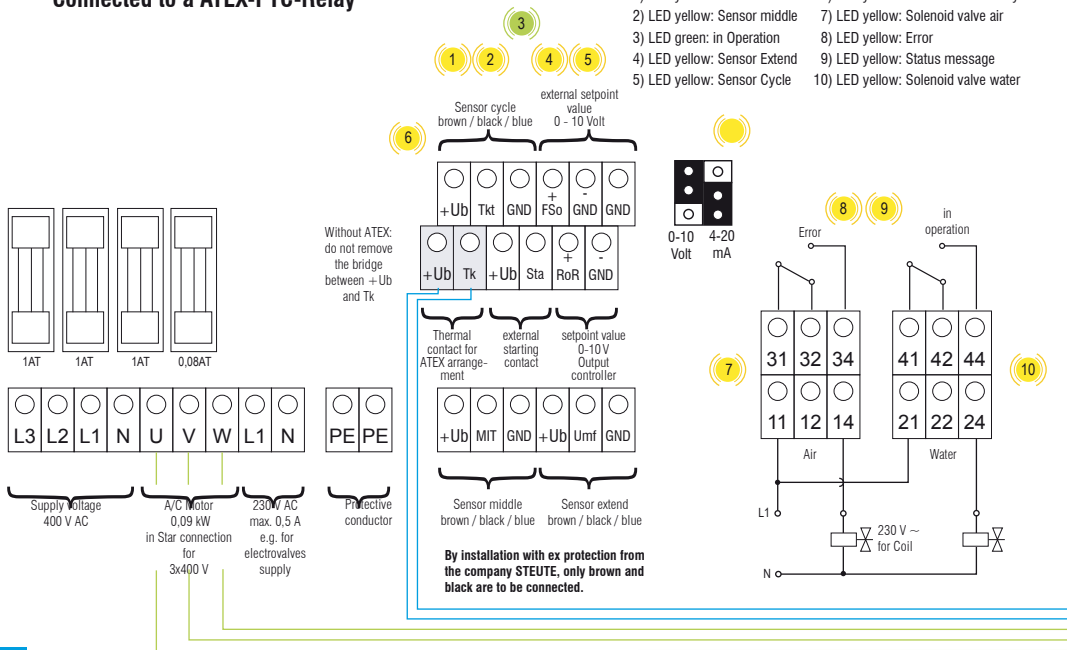 Connected to a ATEX-PTC-Relay
2) LED yellow: Sensor middle
3) LED green: in Operation
4) LED yellow: Sensor Extend
5) LED yellow: Sensor Cycle
7) LED yellow: Solenoid valve air
8) LED yellow: Error
9) LED yellow: Status message
10) LED yellow: Solenoid valve water
3
1 2 4 5
Sensor cycle
brown / black / blue
external setpoint
value
0 - 10 Volt
6
+Ub Tkt GND + FSo - GND GND
Without ATEX:
do not remove
the bridge
between +Ub
and Tk
+Ub Tk +Ub Sta + RoR - GND
0-10
Volt
4-20
mA
8 9
Error
in
operation
Thermal
contact for
ATEX arrange-
ment
external
starting
contact
setpoint value
0-10 V
Output
controller
1AT 1AT 1AT 0,08AT
7
31 32 34
41 42 44
10
11 12 14
21 22 24
Air
Water
L3 L2 L1 N U V W L1 N PE PE
+Ub MIT GND +Ub Umf GND
Supply voltage
400 V AC
A/C Motor
0,09 kW
in Star connection
for
3x400 V
230 V AC
max. 0,5 A
e.g. for
electrovalves
supply
Protective
conductor
Sensor middle
brown / black / blue
Sensor extend
brown / black / blue
L1
230 V ~
for Coil
N
By installation with ex protection from
the company STEUTE, only brown and
black are to be connected.